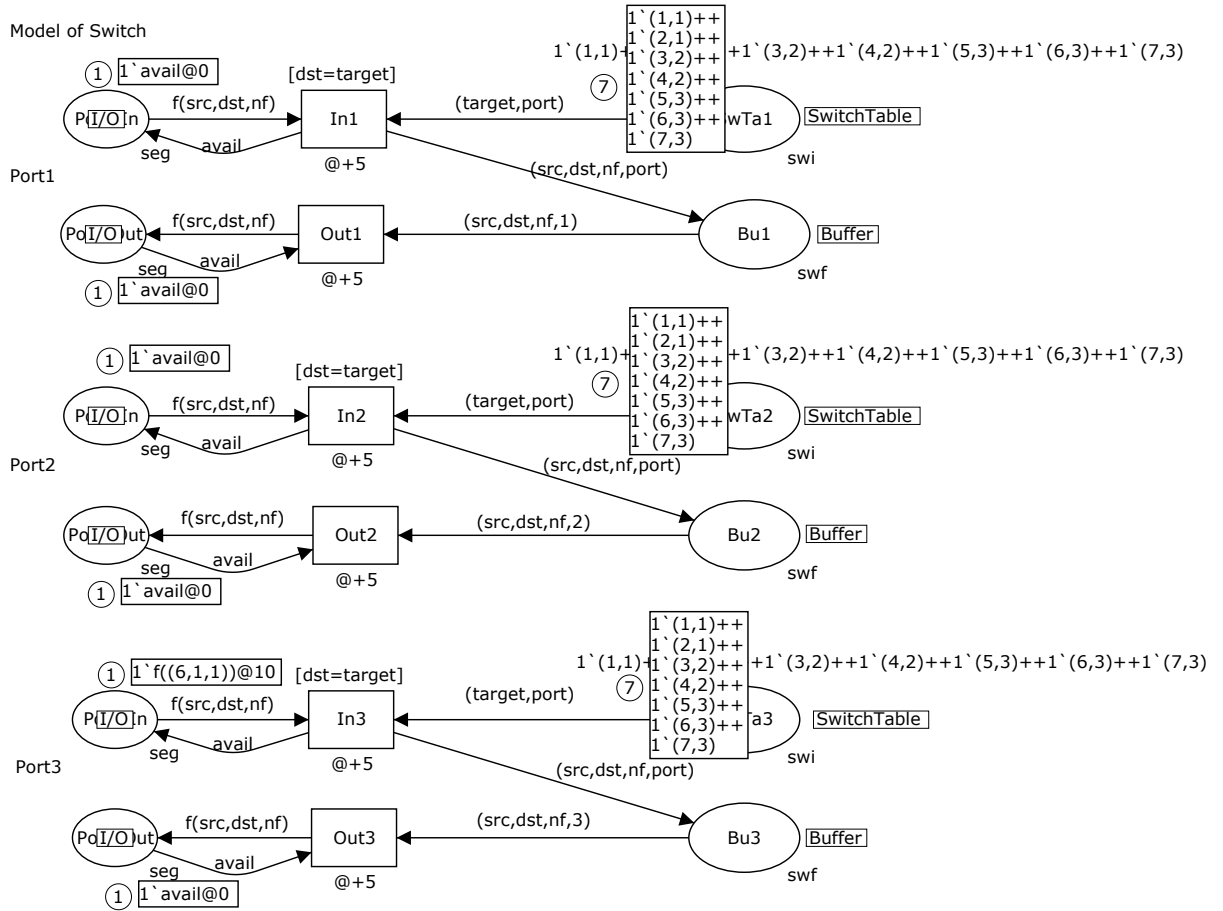 Model of Switch
1`(1,1)++
1`(2,1)++
1`(3,2)++
1`(4,2)++
1`(5,3)++
1`(6,3)++
1`(7,3)
1`(1,1)+ +1`(3,2)++1`(4,2)++1`(5,3)++1`(6,3)++1`(7,3)
1 1`avail@0
[dst=target]
7
I/O
f(src,dst,nf)
In1
(target,port)
wTa1
SwitchTable
seg
avail
@+5
swi
Port1
(src,dst,nf,port)
I/O
f(src,dst,nf)
Out1
(src,dst,nf,1)
Bu1
Buffer
seg
avail
@+5
swf
1 1`avail@0
1`(1,1)++
1`(2,1)++
1`(3,2)++
1`(4,2)++
1`(5,3)++
1`(6,3)++
1`(7,3)
1`(1,1)+ +1`(3,2)++1`(4,2)++1`(5,3)++1`(6,3)++1`(7,3)
1 1`avail@0
[dst=target]
7
I/O
f(src,dst,nf)
In2
(target,port)
wTa2
SwitchTable
seg
avail
@+5
swi
Port2
(src,dst,nf,port)
I/O
f(src,dst,nf)
Out2
(src,dst,nf,2)
Bu2
Buffer
seg
avail
@+5
swf
1 1`avail@0
1`(1,1)++
1`(2,1)++
1`(3,2)++
1`(4,2)++
1`(5,3)++
1`(6,3)++
1`(7,3)
1`(1,1)+ +1`(3,2)++1`(4,2)++1`(5,3)++1`(6,3)++1`(7,3)
1 1`f((6,1,1))@10
[dst=target]
7
I/O
f(src,dst,nf)
In3
(target,port)
Ta3
SwitchTable
seg
avail
@+5
swi
Port3
(src,dst,nf,port)
I/O
f(src,dst,nf)
Out3
(src,dst,nf,3)
Bu3
Buffer
seg
avail
@+5
swf
1 1`avail@0